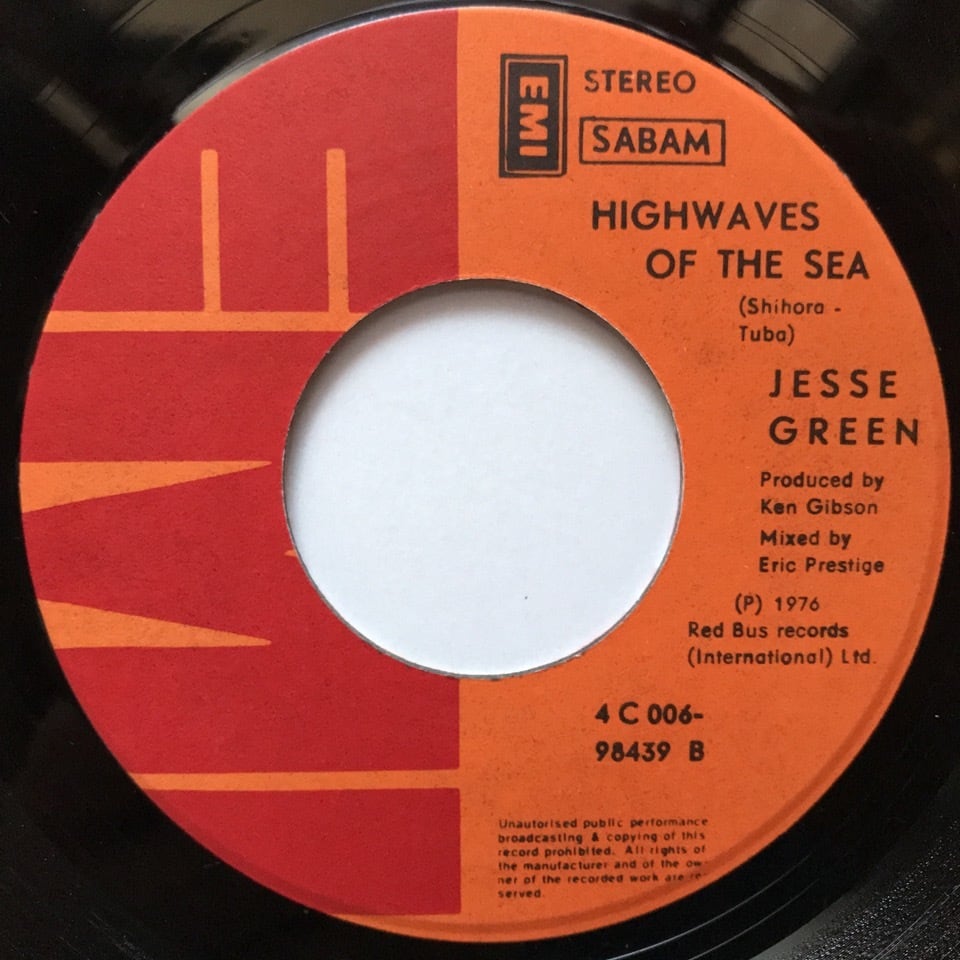 EMI
STEREO
SABAM
HIGHWAVES
OF THE SEA
(Shihora -
Tuba)
JESSE
GREEN
Produced by
Ken Gibson
Mixed by
Eric Prestige
(P) 1976
Red Bus records
(International) Ltd.
4 C 006-
98439 B
Unautorised public performance
broadcasting & copying of this
record prohibited. All rights of
the manufacturer and of the ow-
ner of the recorded work are re-
served.